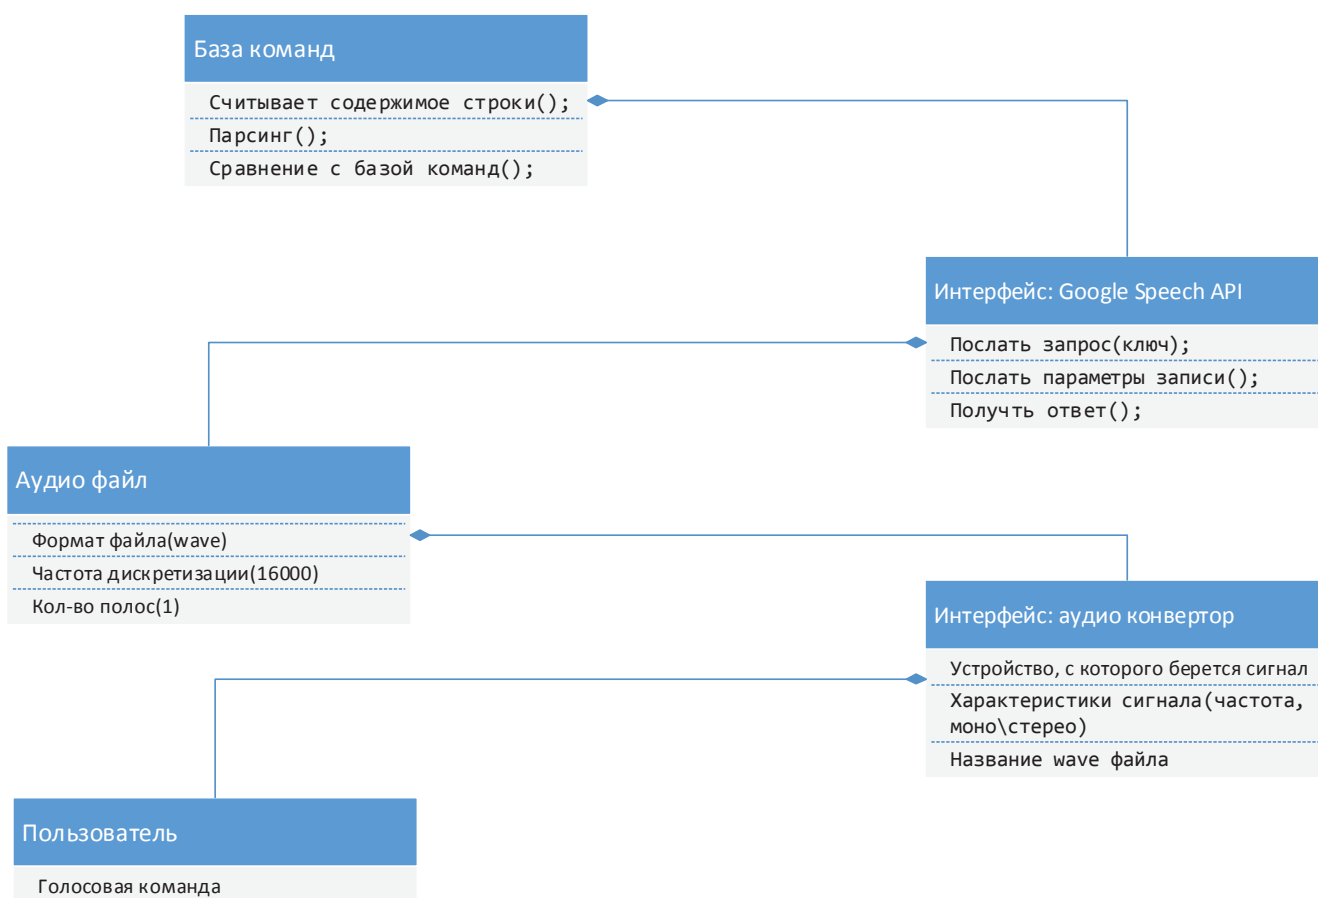 База команд
Считывает содержимое строки();
Парсинг();
Сравнение с базой команд();
Интерфейс: Google Speech API
Послать запрос(ключ);
Послать параметры записи();
Получть ответ();
Аудио файл
Формат файла(wave)
Частота дискретизации(16000)
Кол-во полос(1)
Интерфейс: аудио конвертор
Устройство, с которого берется сигнал
Характеристики сигнала(частота,
моно\стерео)
Название wave файла
Пользователь
Голосовая команда